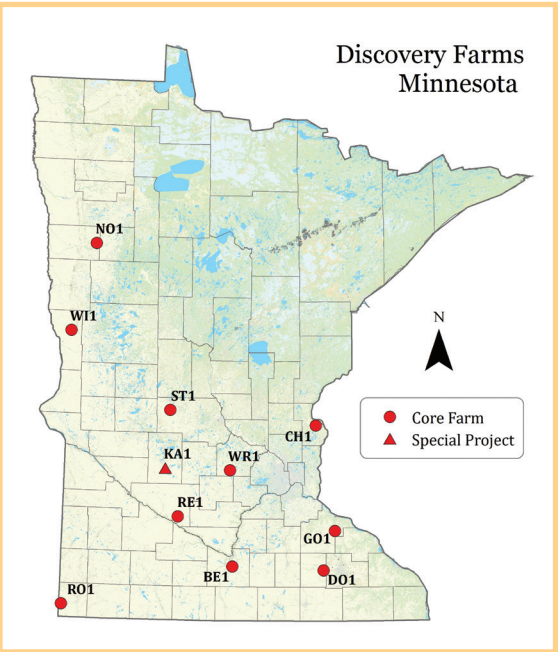 Discovery Farms
Minnesota
NO1
WI1
N
ST1
CH1
Core Farm
Special Project
KA1
WR1
RE1
GO1
BE1
DO1
RO1